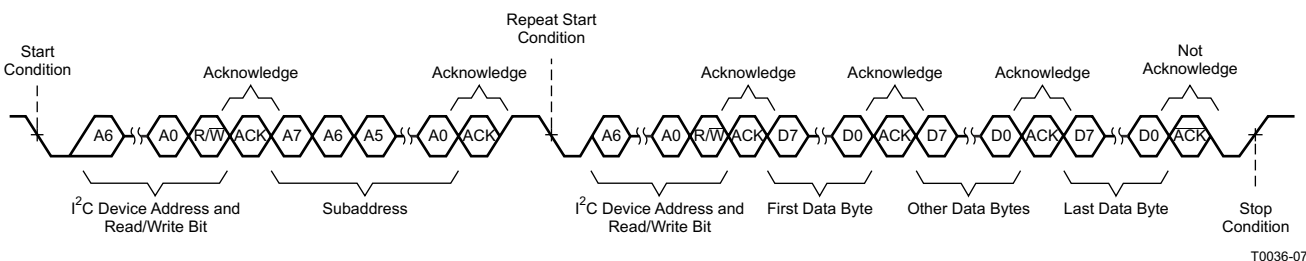 Repeat Start
Condition
Start
Condition
Not
Acknowledge
Acknowledge Acknowledge Acknowledge Acknowledge Acknowledge
A6 A0 R/W̅ ACK A7 A6 A5 A0 ACK A6 A0 R/W̅ ACK D7 D0 ACK D7 D0 ACK D7 D0 A̅C̅K̅
I²C Device Address and
Read/Write Bit
Subaddress
I²C Device Address and
Read/Write Bit
First Data Byte
Other Data Bytes
Last Data Byte
Stop
Condition
T0036-07